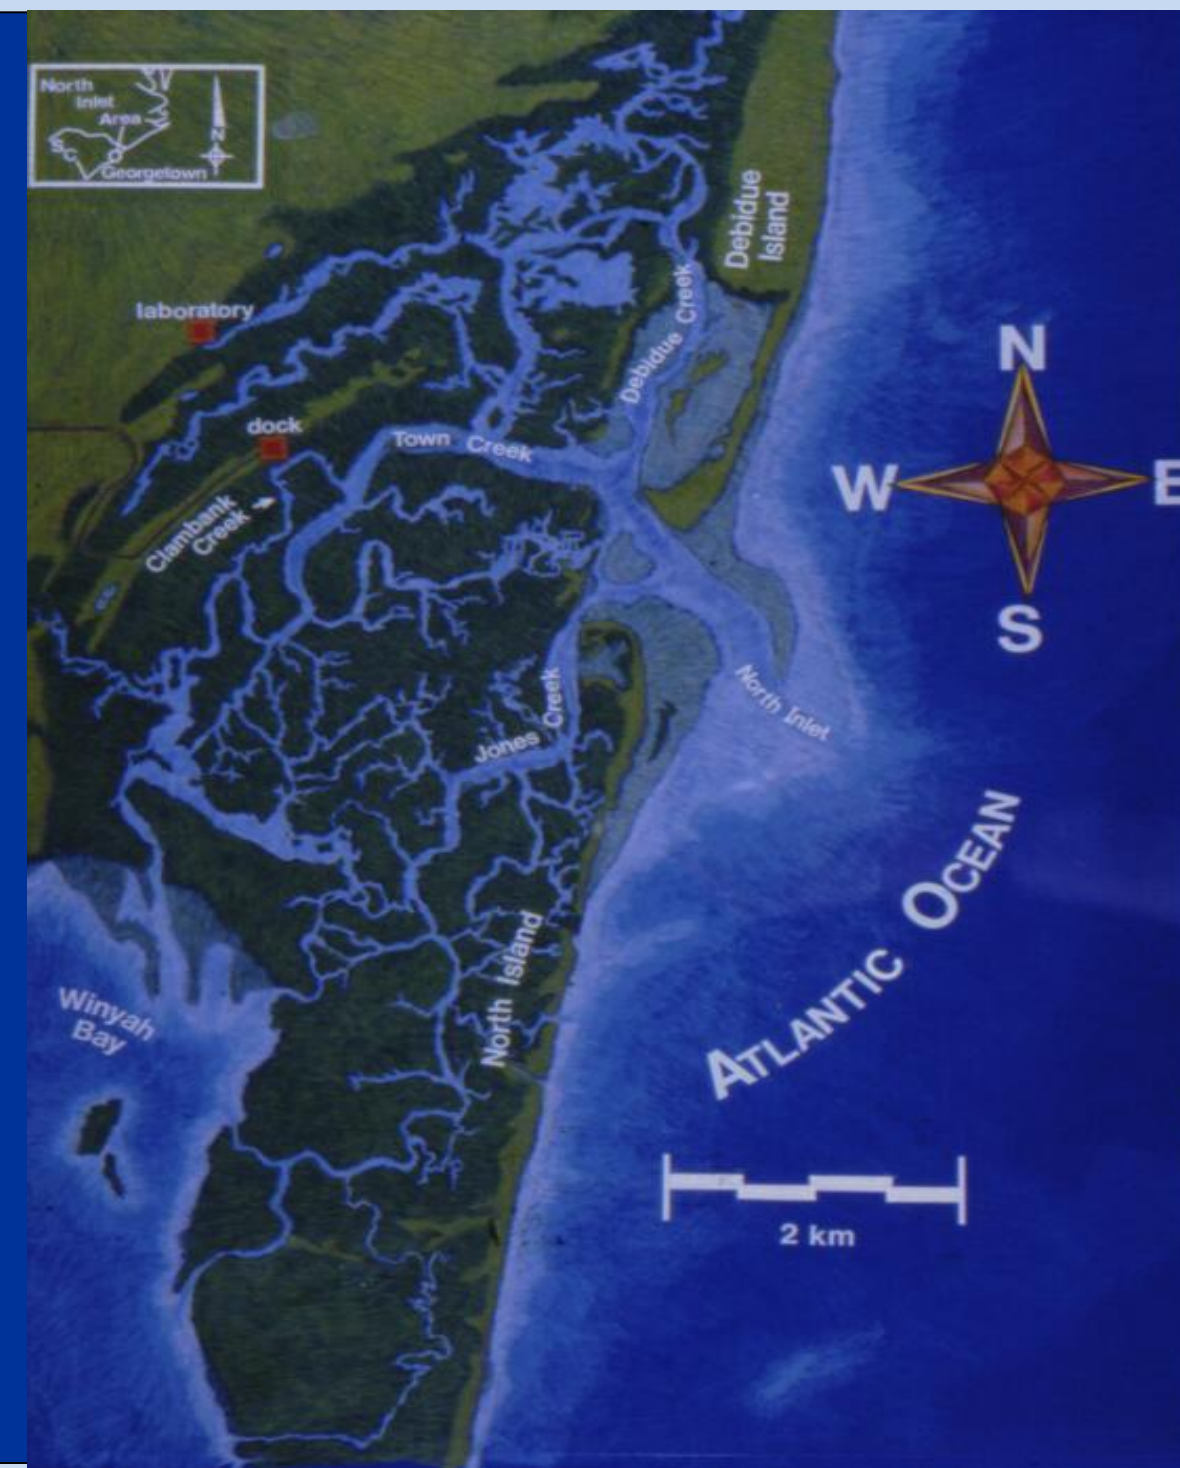 North
Inlet
Area
N
S
C
Georgetown
Debidue
Island
laboratory
Debidue Creek
N
dock
Town Creek
W
E
Clambank
Creek
S
Jones Creek
North Inlet
ATLANTIC OCEAN
North Island
Winyah
Bay
2 km